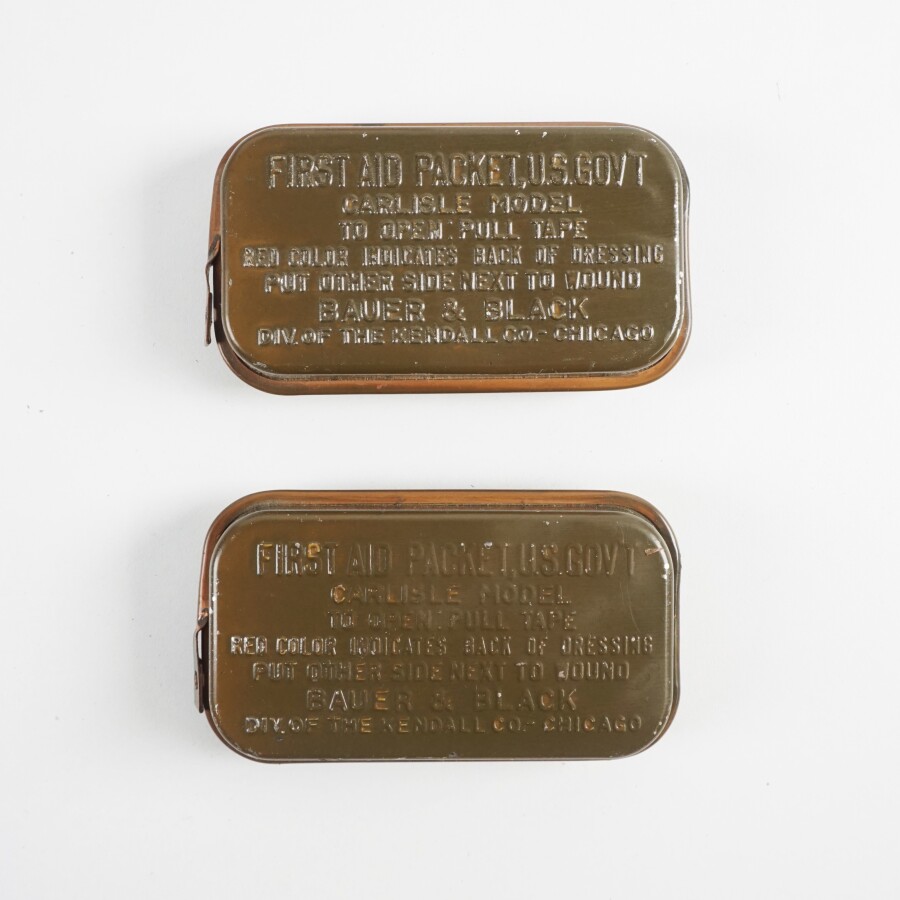 FIRST AID PACKET, U.S. GOV'T
CARLISLE MODEL
TO OPEN: PULL TAPE
RED COLOR INDICATES BACK OF DRESSING
PUT OTHER SIDE NEXT TO WOUND
BAUER & BLACK
DIV. OF THE KENDALL CO.- CHICAGO
FIRST AID PACKET, U.S. GOV'T
CARLISLE MODEL
TO OPEN: PULL TAPE
RED COLOR INDICATES BACK OF DRESSING
PUT OTHER SIDE NEXT TO WOUND
BAUER & BLACK
DIV. OF THE KENDALL CO.- CHICAGO